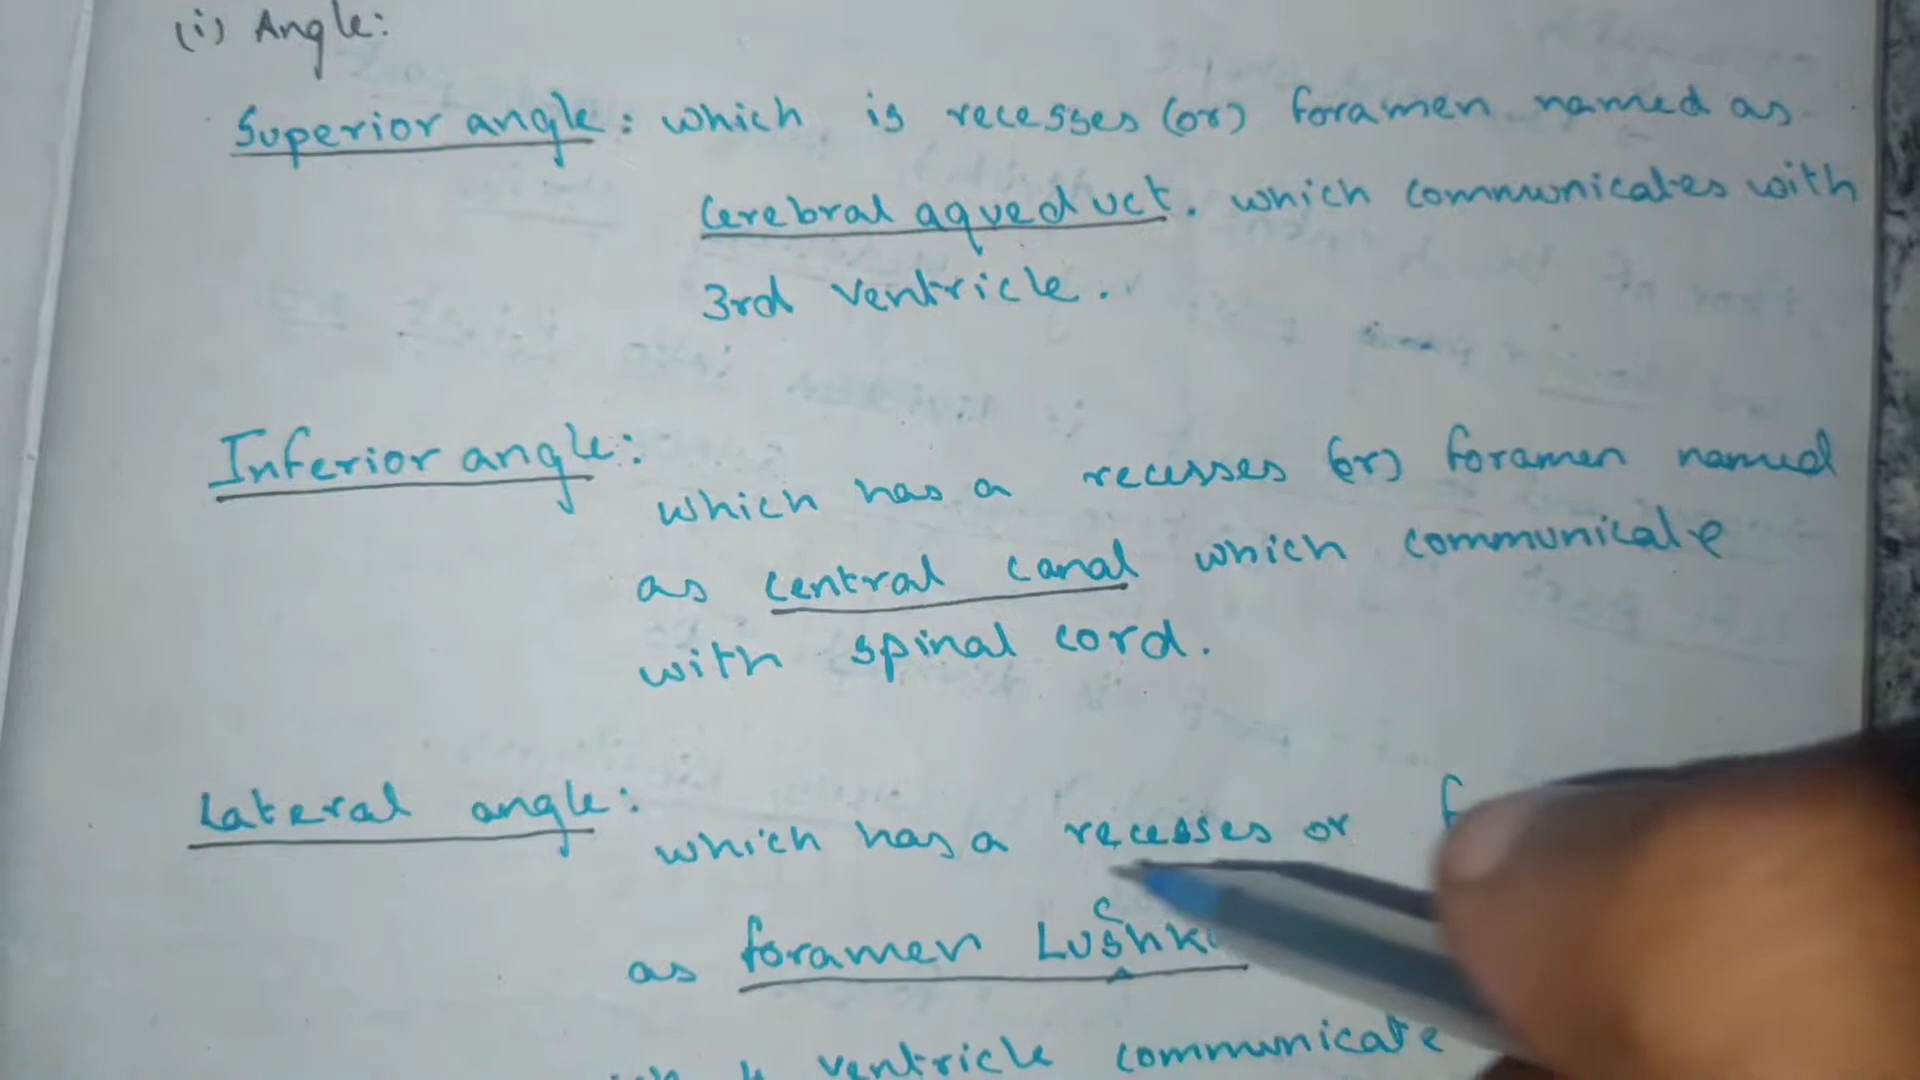 (i) Angle:
Superior angle: which is recesses (or) foramen named as
cerebral aqueduct. which communicates with
3rd ventricle.
Inferior angle: which has a recesses (or) foramen named
as central canal which communicate
with spinal cord.
Lateral angle: which has a recesses or
as foramen
ventricle communicate